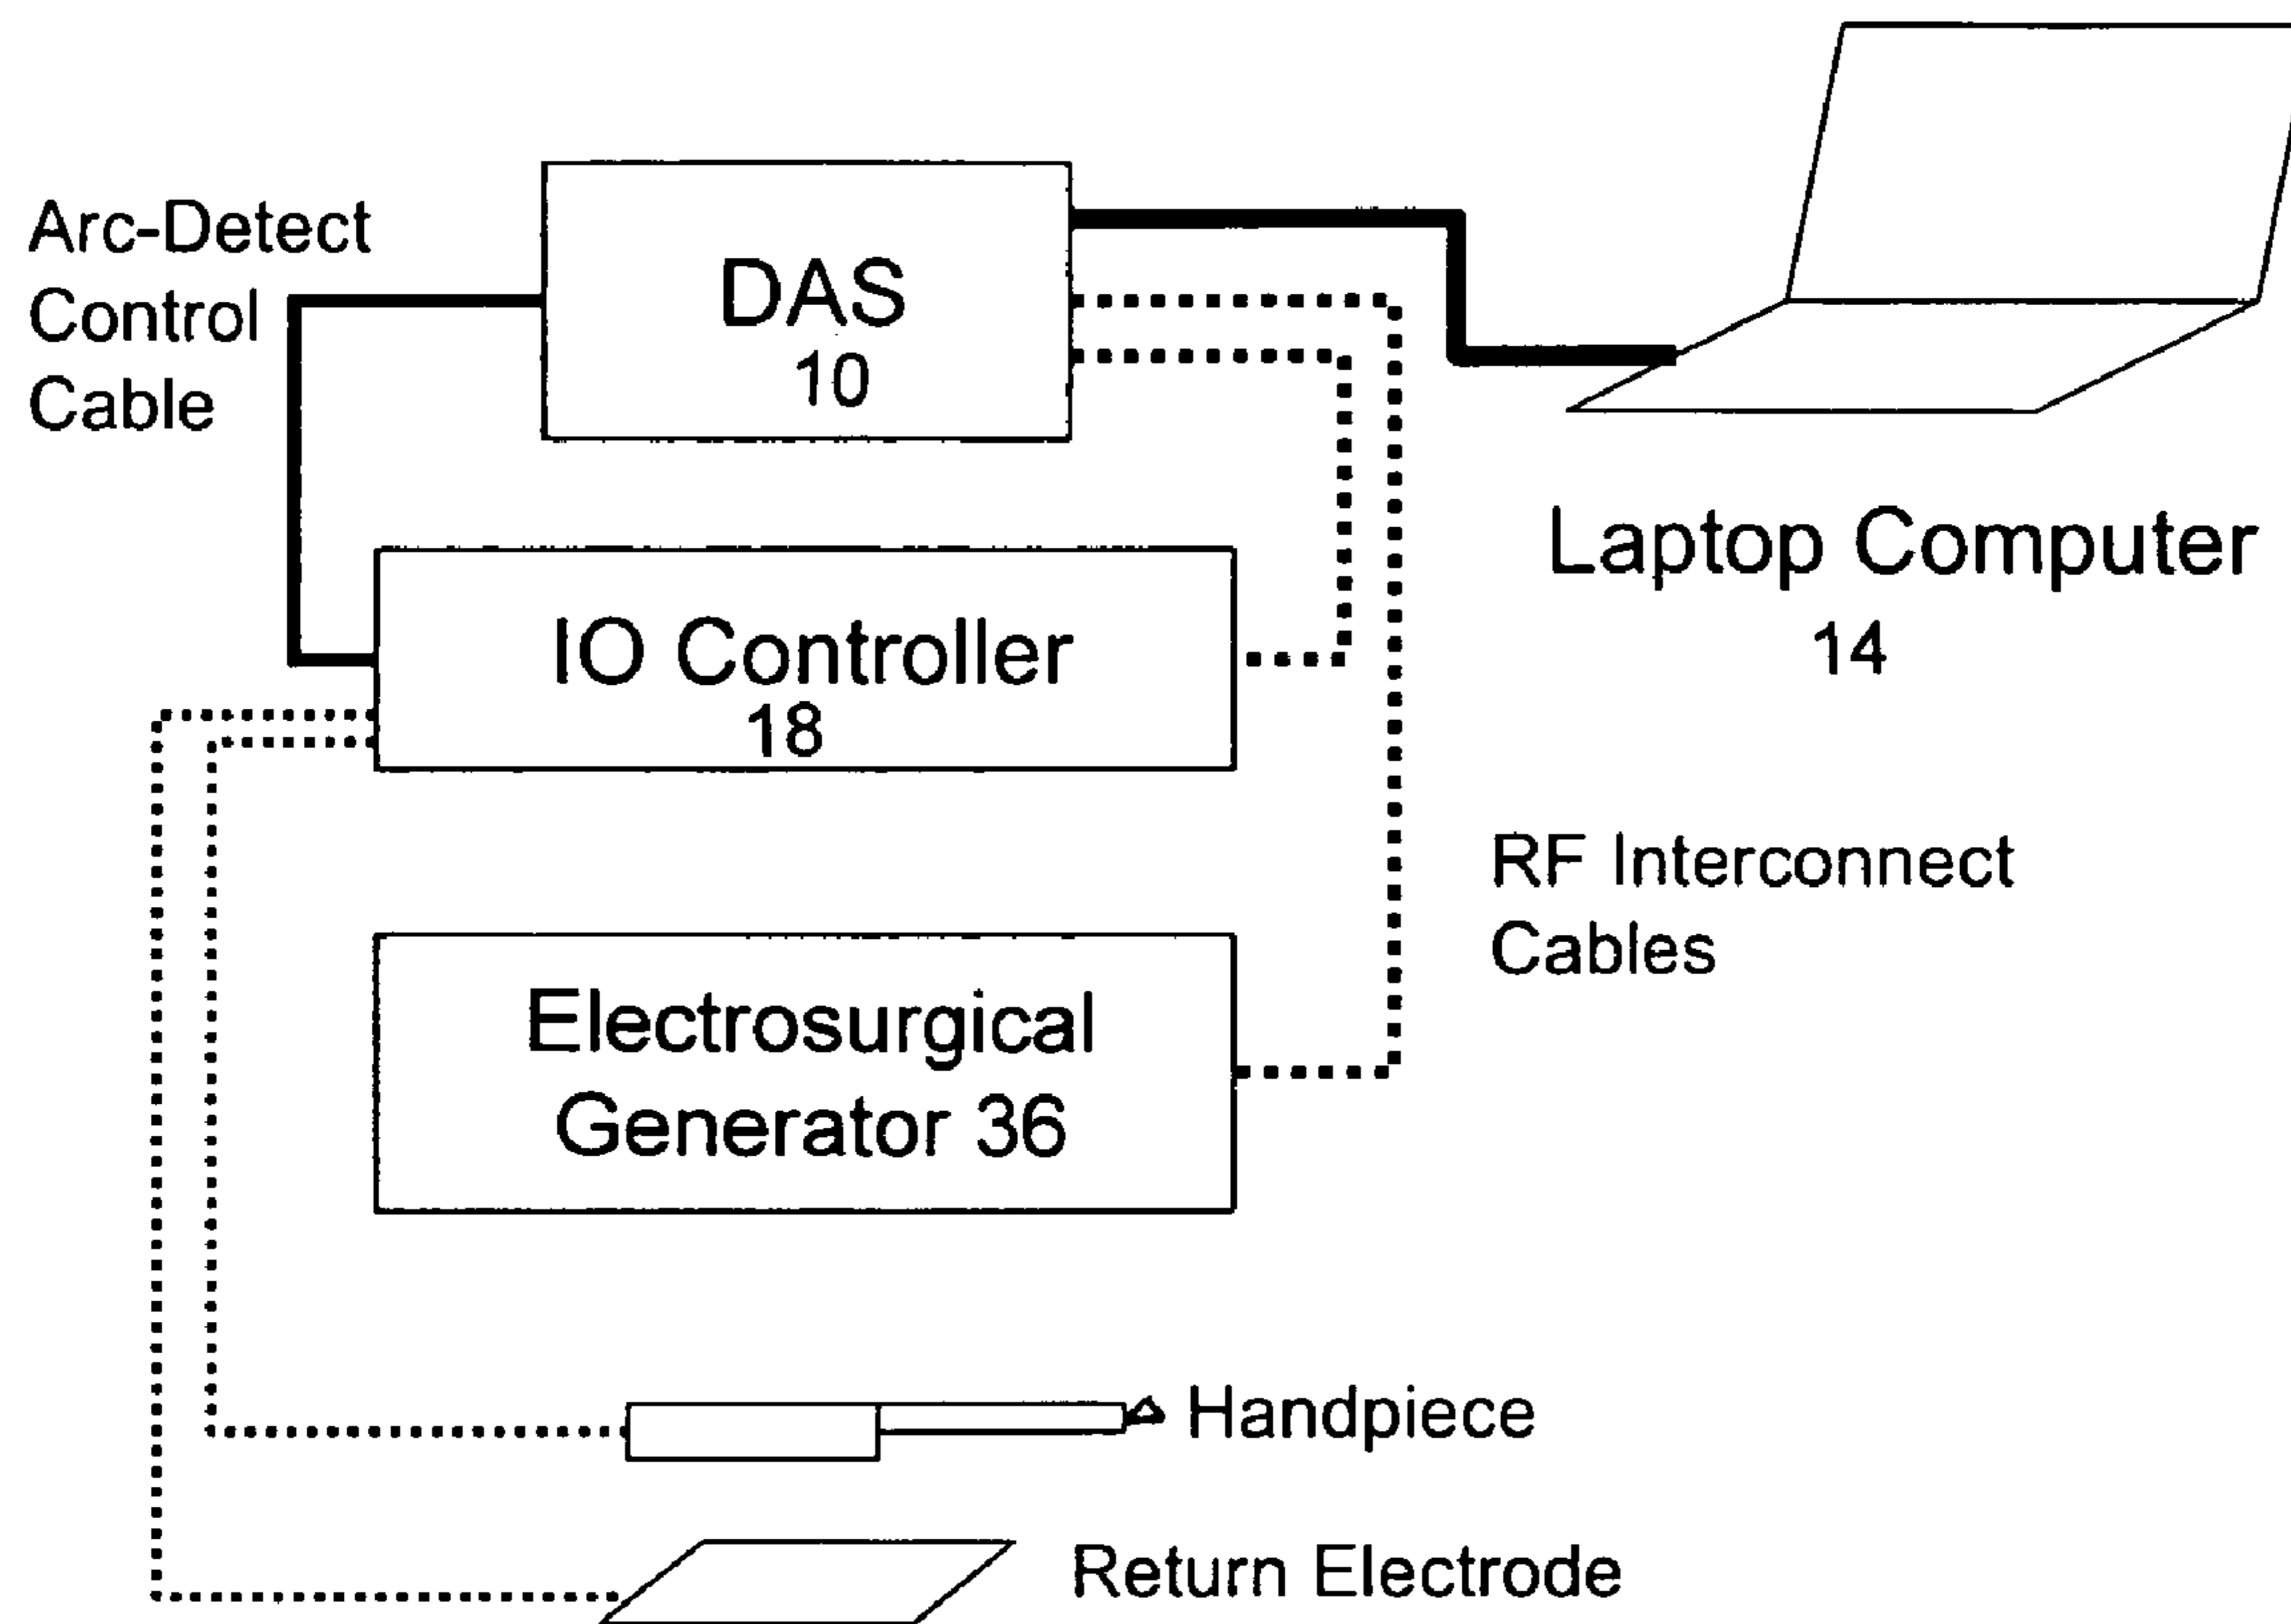 Arc-Detect
Control
Cable
DAS
10
Laptop Computer
14
IO Controller
18
RF Interconnect
Cables
Electrosurgical
Generator 36
Handpiece
Return Electrode